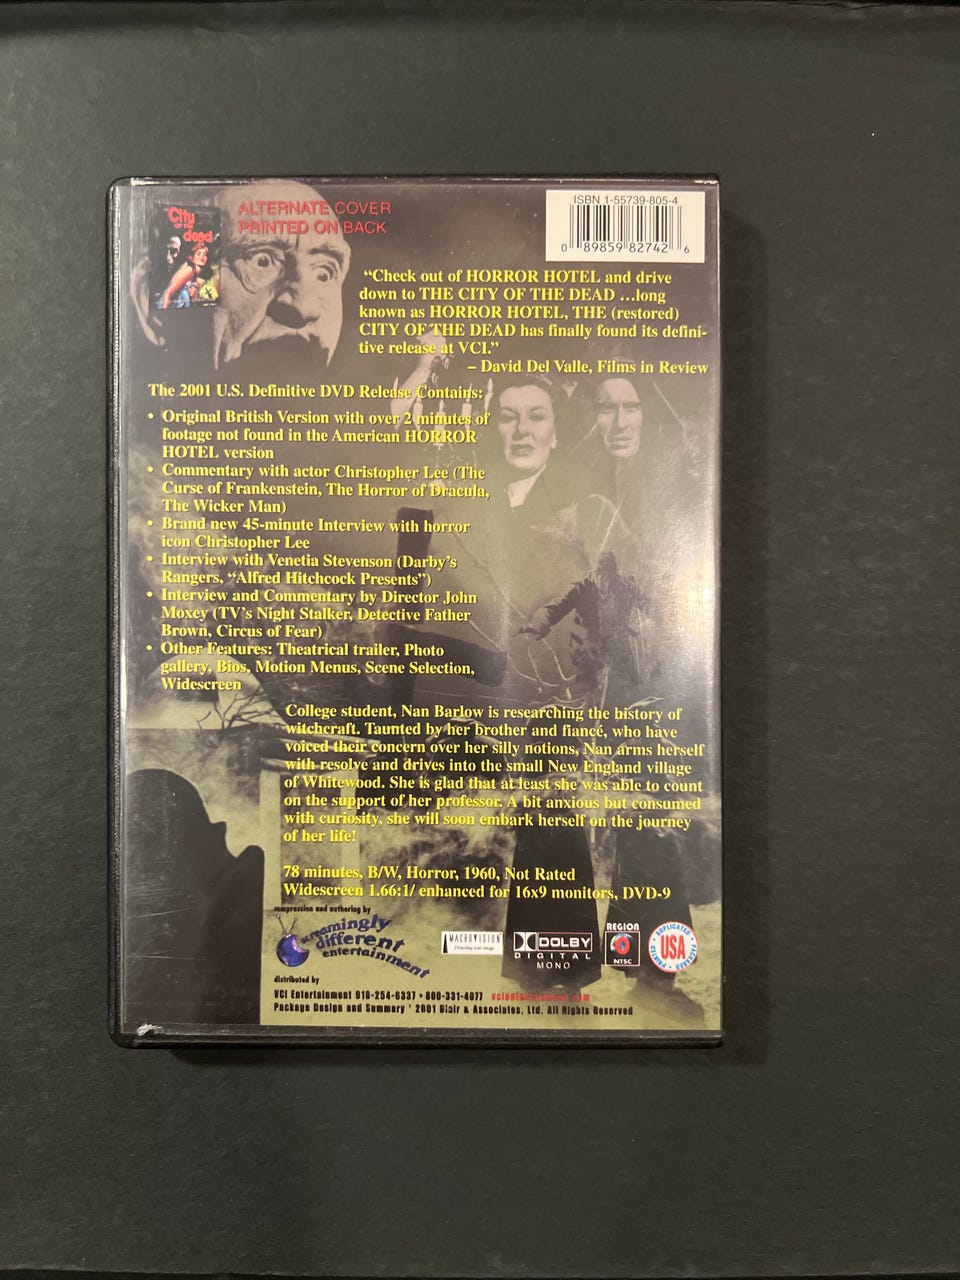 City
OF THE
dead
ALTERNATE COVER
PRINTED ON BACK
ISBN 1-55739-805-4
0 89859 82742 6
“Check out of HORROR HOTEL and drive
down to THE CITY OF THE DEAD ...long
known as HORROR HOTEL, THE (restored)
CITY OF THE DEAD has finally found its defini-
tive release at VCI.”
– David Del Valle, Films in Review
The 2001 U.S. Definitive DVD Release Contains:
• Original British Version with over 2 minutes of
footage not found in the American HORROR
HOTEL version
• Commentary with actor Christopher Lee (The
Curse of Frankenstein, The Horror of Dracula,
The Wicker Man)
• Brand new 45-minute Interview with horror
icon Christopher Lee
• Interview with Venetia Stevenson (Darby’s
Rangers, “Alfred Hitchcock Presents”)
• Interview and Commentary by Director John
Moxey (TV’s Night Stalker, Detective Father
Brown, Circus of Fear)
• Other Features: Theatrical trailer, Photo
gallery, Bios, Motion Menus, Scene Selection,
Widescreen
College student, Nan Barlow is researching the history of
witchcraft. Taunted by her brother and fiancé, who have
voiced their concern over her silly notions, Nan arms herself
with resolve and drives into the small New England village
of Whitewood. She is glad that at least she was able to count
on the support of her professor. A bit anxious but consumed
with curiosity, she will soon embark herself on the journey
of her life!
78 minutes, B/W, Horror, 1960, Not Rated
Widescreen 1.66:1/ enhanced for 16x9 monitors, DVD-9
compression and authoring by
screamingly
different
entertainment
MACROVISION
Protecting your image
DOLBY
DIGITAL
MONO
REGION
1
NTSC
DUPLICATED
USA
PRINTED PACKAGED
distributed by
VCI Entertainment 918-254-6337 • 800-331-4077 vcientertainment.com
Package Design and Summary ' 2001 Blair & Associates, Ltd. All Rights Reserved